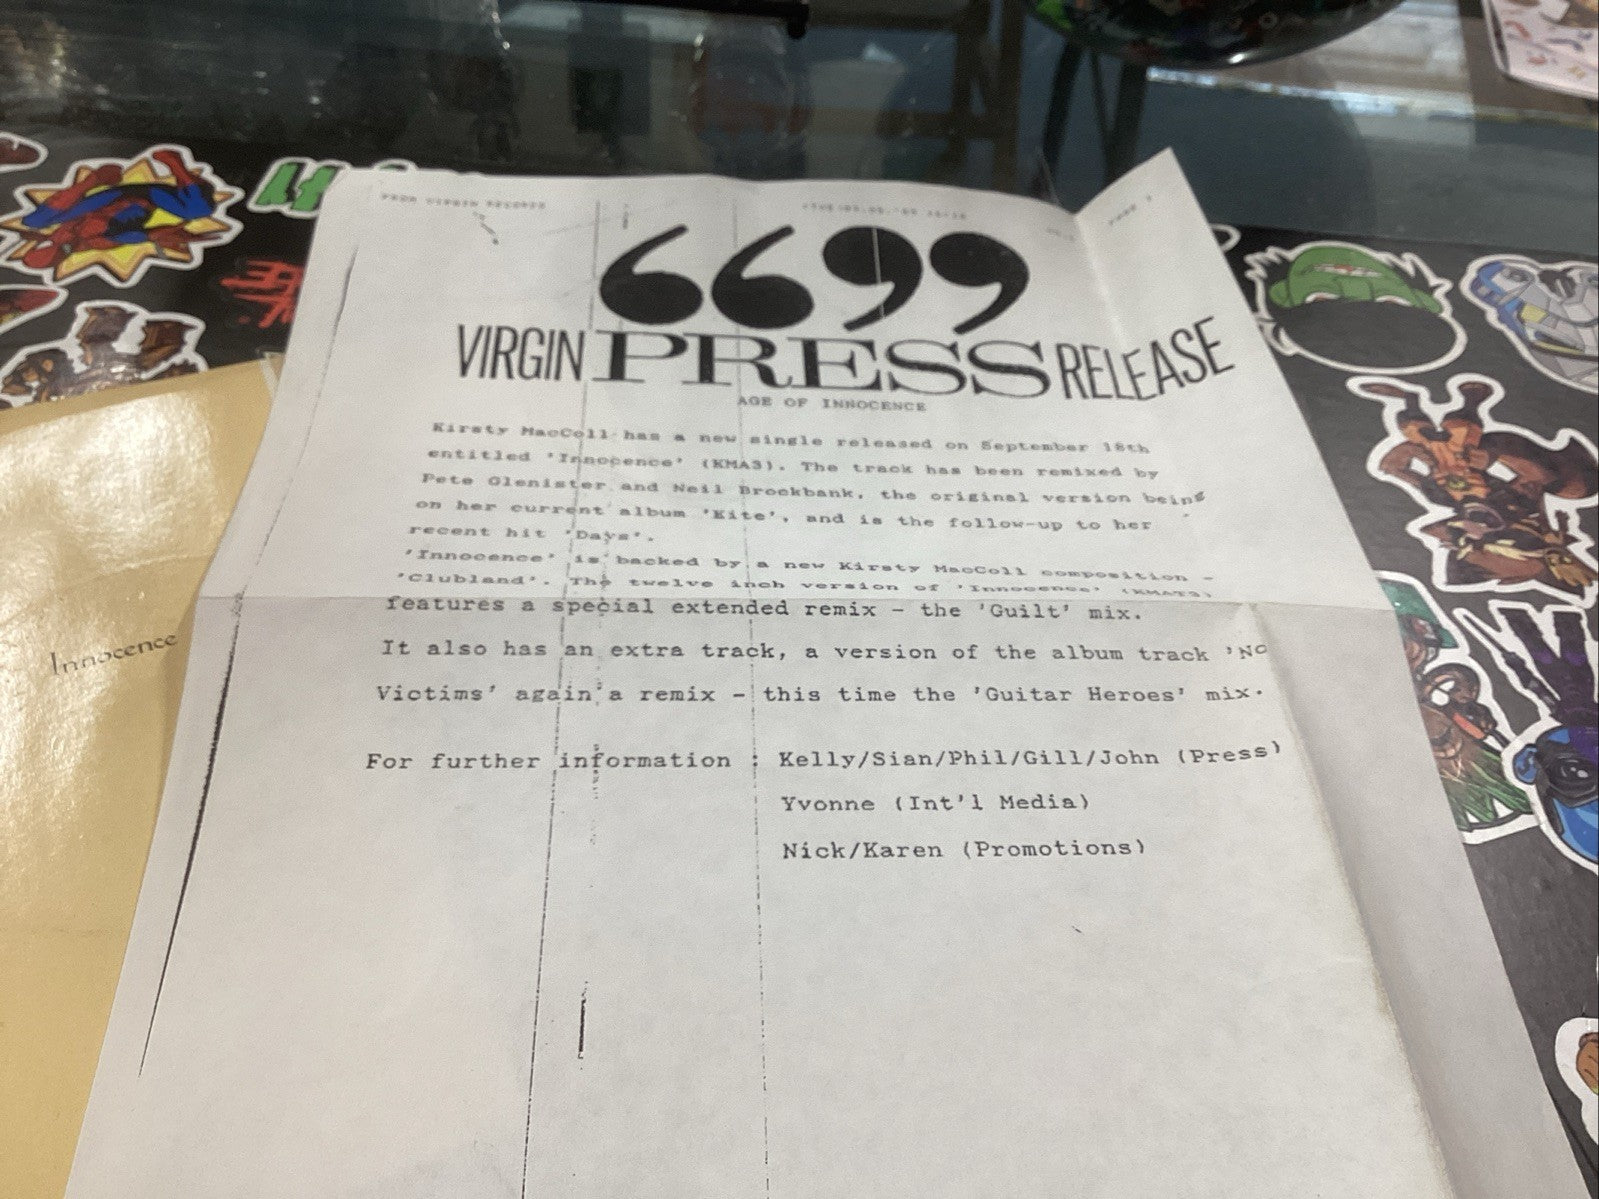 FROM VIRGIN RECORDS
PAGE
VIRGIN PRESS RELEASE
AGE OF INNOCENCE
Kirsty MacColl has a new single released on September 18th
entitled 'Innocence' (KMA3). The track has been remixed by
Pete Glenister and Neil Brockbank, the original version being
on her current album 'Kite', and is the follow-up to her
recent hit 'Days'.
'Innocence' is backed by a new Kirsty MacColl composition -
'Clubland'. The twelve inch version of 'Innocence' (KMAT3)
features a special extended remix - the 'Guilt' mix.
It also has an extra track, a version of the album track 'No
Victims' again a remix - this time the 'Guitar Heroes' mix.
For further information : Kelly/Sian/Phil/Gill/John (Press)
Yvonne (Int'l Media)
Nick/Karen (Promotions)
Innocence